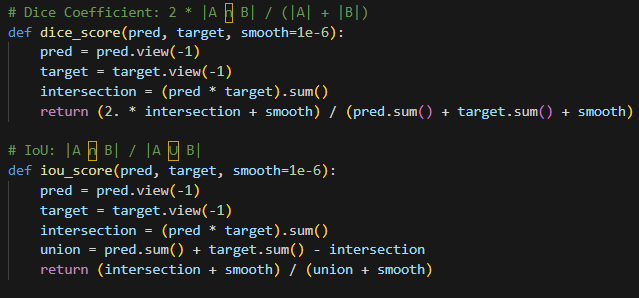 # Dice Coefficient: 2 * |A ∩ B| / (|A| + |B|)
def dice_score(pred, target, smooth=1e-6):
    pred = pred.view(-1)
    target = target.view(-1)
    intersection = (pred * target).sum()
    return (2. * intersection + smooth) / (pred.sum() + target.sum() + smooth)

# IoU: |A ∩ B| / |A ∪ B|
def iou_score(pred, target, smooth=1e-6):
    pred = pred.view(-1)
    target = target.view(-1)
    intersection = (pred * target).sum()
    union = pred.sum() + target.sum() - intersection
    return (intersection + smooth) / (union + smooth)